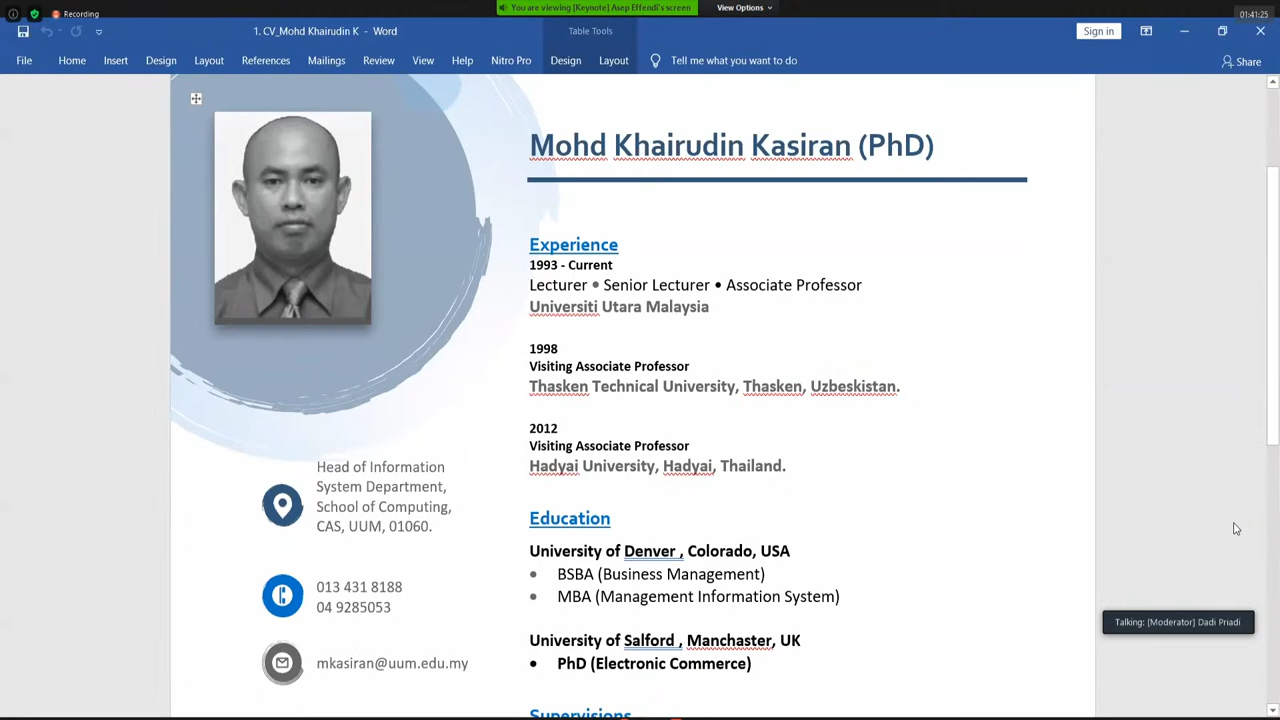 Recording
You are viewing [Keynote] Asep Effendi's screen
View Options
01:41:25
1. CV_Mohd Khairudin K - Word
Table Tools
Sign in
File Home Insert Design Layout References Mailings Review View Help Nitro Pro Design Layout Tell me what you want to do Share
Mohd Khairudin Kasiran (PhD)
Experience
1993 - Current
Lecturer • Senior Lecturer • Associate Professor
Universiti Utara Malaysia
1998
Visiting Associate Professor
Thasken Technical University, Thasken, Uzbeskistan.
2012
Visiting Associate Professor
Hadyai University, Hadyai, Thailand.
Head of Information
System Department,
School of Computing,
CAS, UUM, 01060.
013 431 8188
04 9285053
mkasiran@uum.edu.my
Education
University of Denver , Colorado, USA
• BSBA (Business Management)
• MBA (Management Information System)
University of Salford , Manchaster, UK
• PhD (Electronic Commerce)
Supervisions
Talking: [Moderator] Dadi Priadi